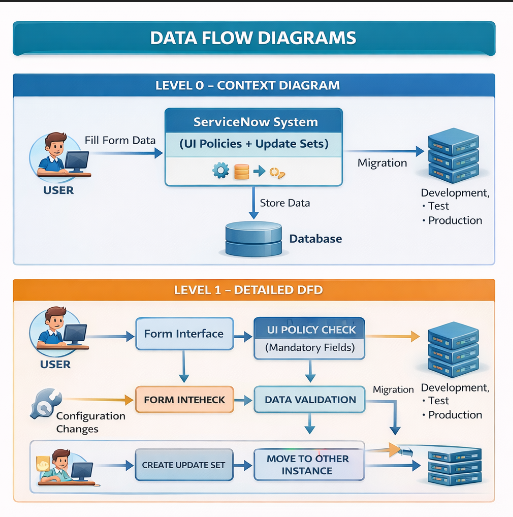 DATA FLOW DIAGRAMS
LEVEL 0 – CONTEXT DIAGRAM
ServiceNow System
(UI Policies + Update Sets)
Fill Form Data
USER
Migration
Development,
• Test
• Production
Store Data
Database
LEVEL 1 – DETAILED DFD
USER
Form Interface
UI POLICY CHECK
(Mandatory Fields)
Development,
• Test
• Production
Configuration
Changes
FORM INTEHECK
DATA VALIDATION
Migration
CREATE UPDATE SET
MOVE TO OTHER
INSTANCE